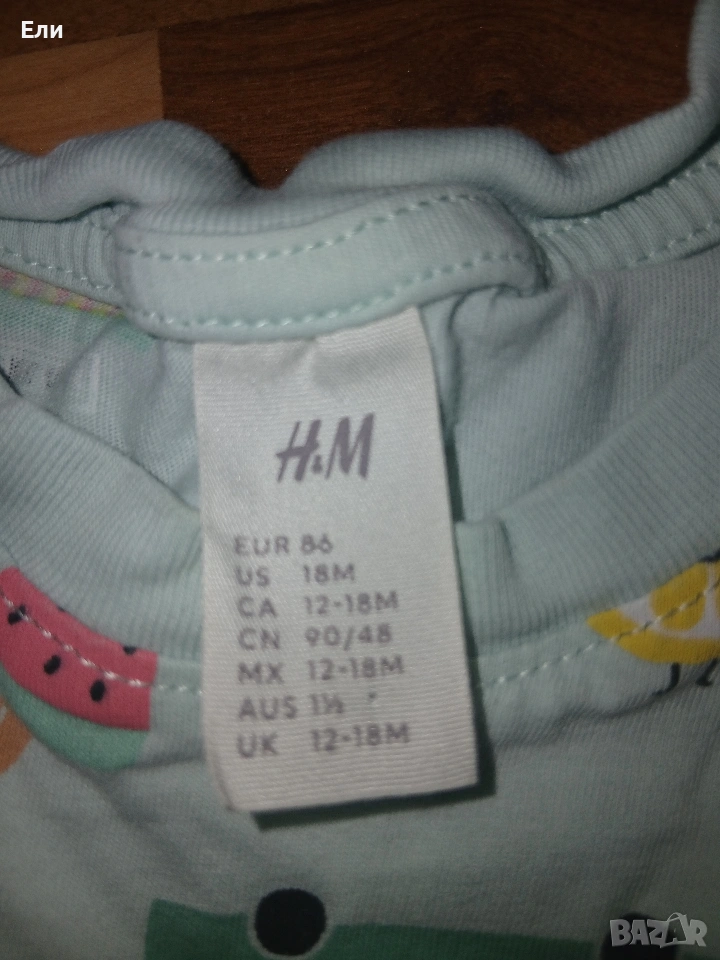 Ели
H&M
EUR 86
US 18M
CA 12-18M
CN 90/48
MX 12-18M
AUS 1½
UK 12-18M
BAZAR